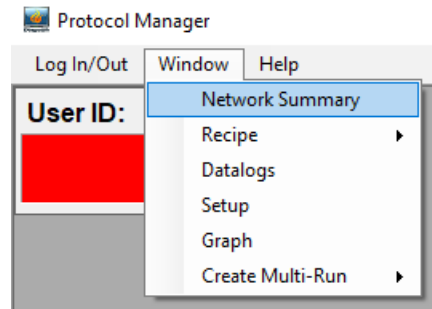 Protocol Manager
Log In/Out Window Help
User ID:
Network Summary
Recipe
Datalogs
Setup
Graph
Create Multi-Run